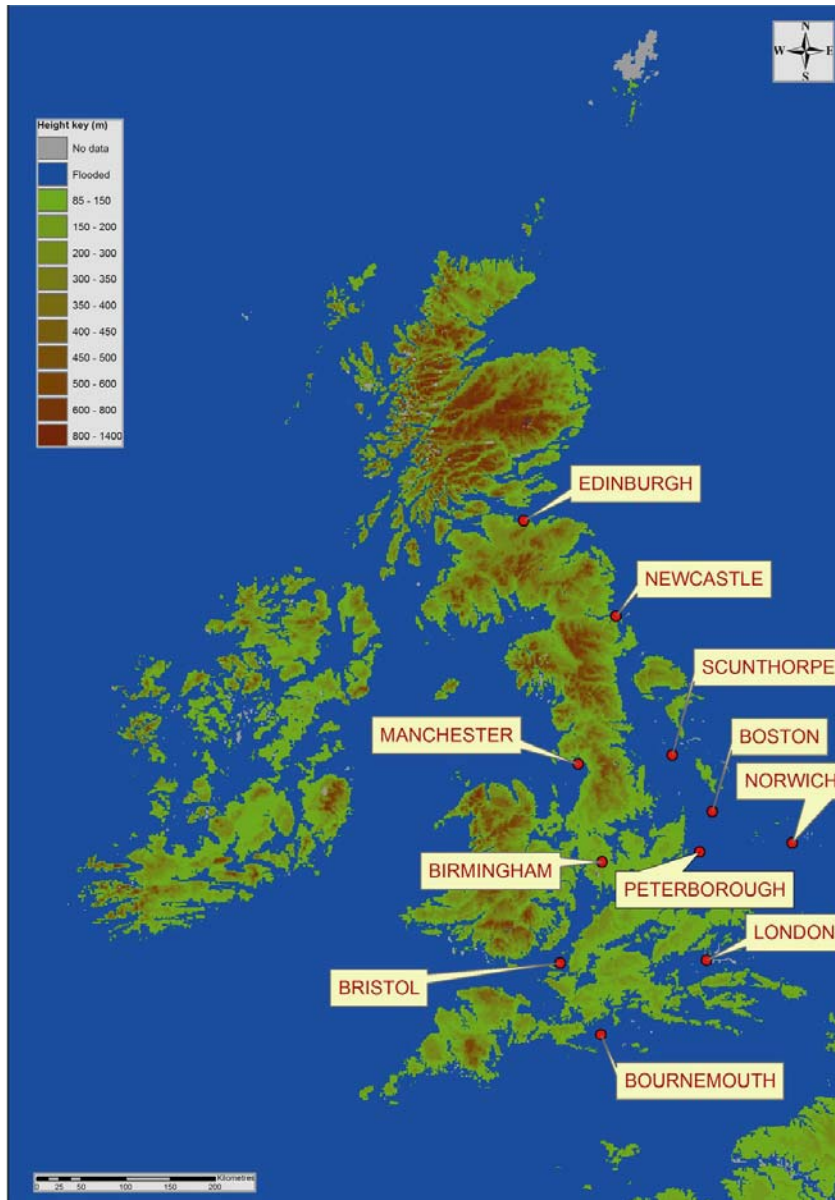 N
W E
S
Height key (m)
No data
Flooded
85 - 150
150 - 200
200 - 300
300 - 350
350 - 400
400 - 450
450 - 500
500 - 600
600 - 800
800 - 1400
EDINBURGH
NEWCASTLE
SCUNTHORPE
MANCHESTER
BOSTON
NORWICH
BIRMINGHAM
PETERBOROUGH
LONDON
BRISTOL
BOURNEMOUTH
Kilometres
0 25 50 100 150 200